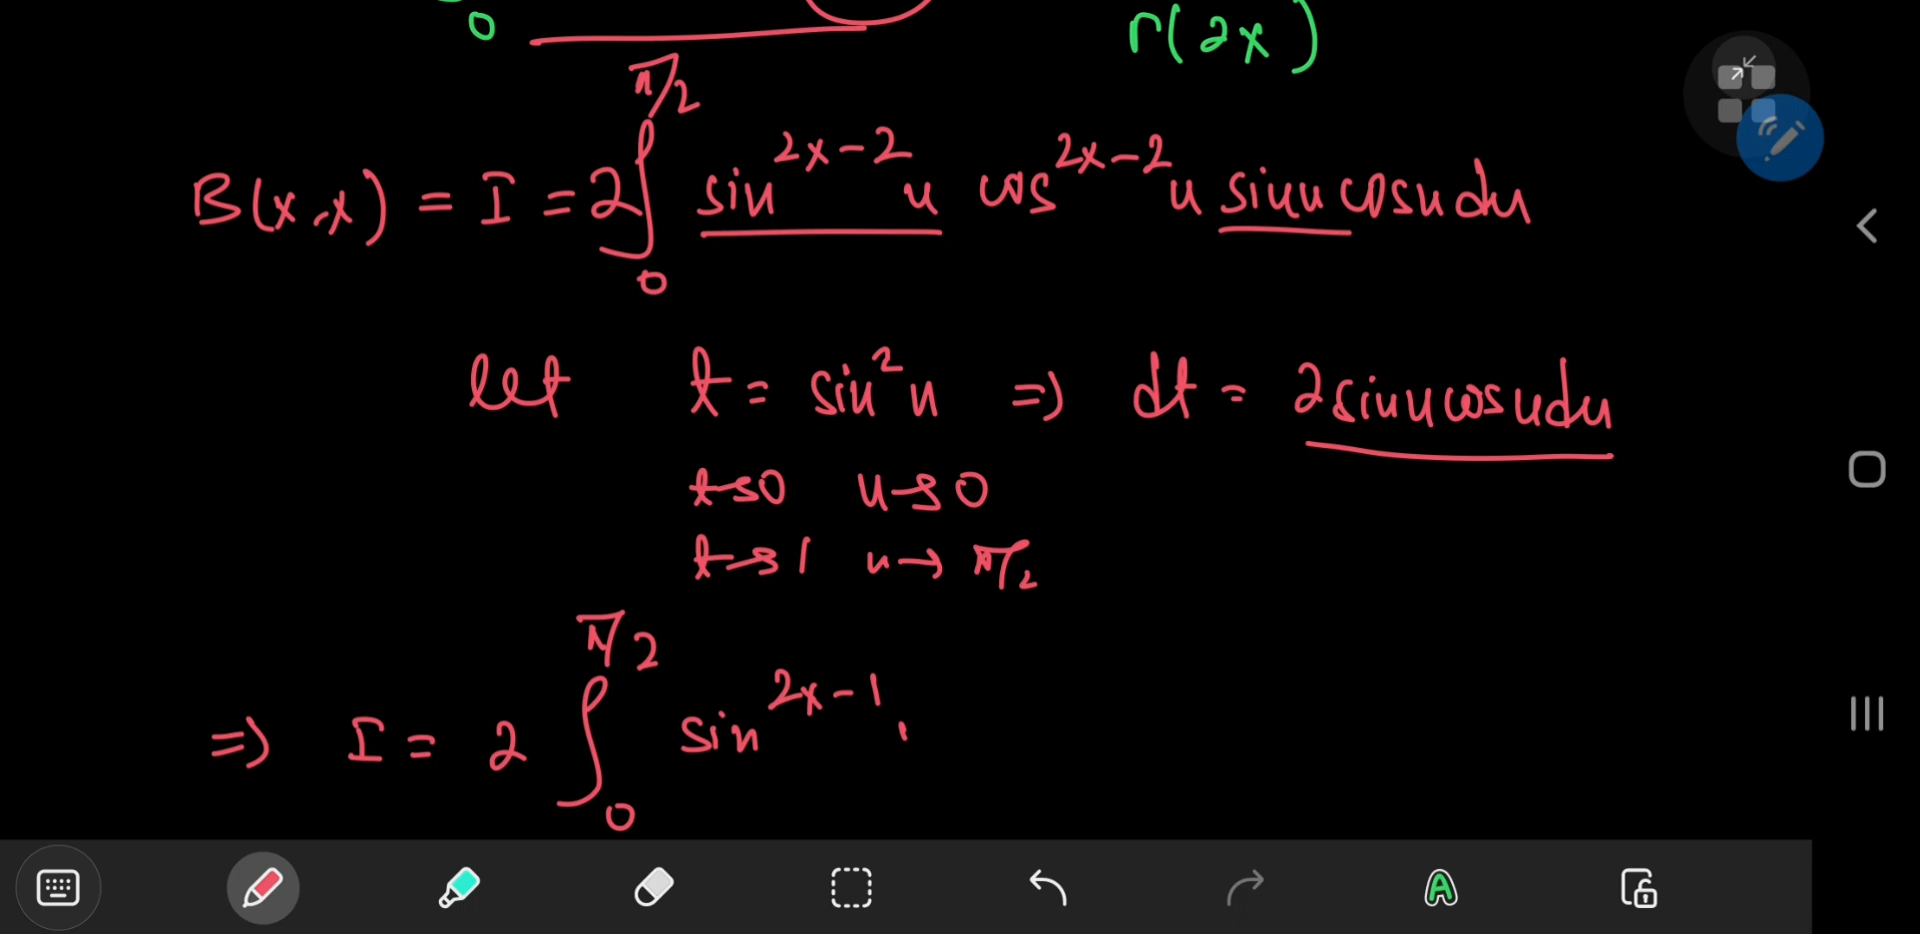 0 Γ(2x)
B(x,x) = I = 2∫₀^{π/2} sin^{2x-2}u cos^{2x-2}u sinu cosu du
let t = sin²u => dt = 2sinu cosu du
t→0 u→0
t→1 u→π/2
=> I = 2 ∫₀^{π/2} sin^{2x-1}
A